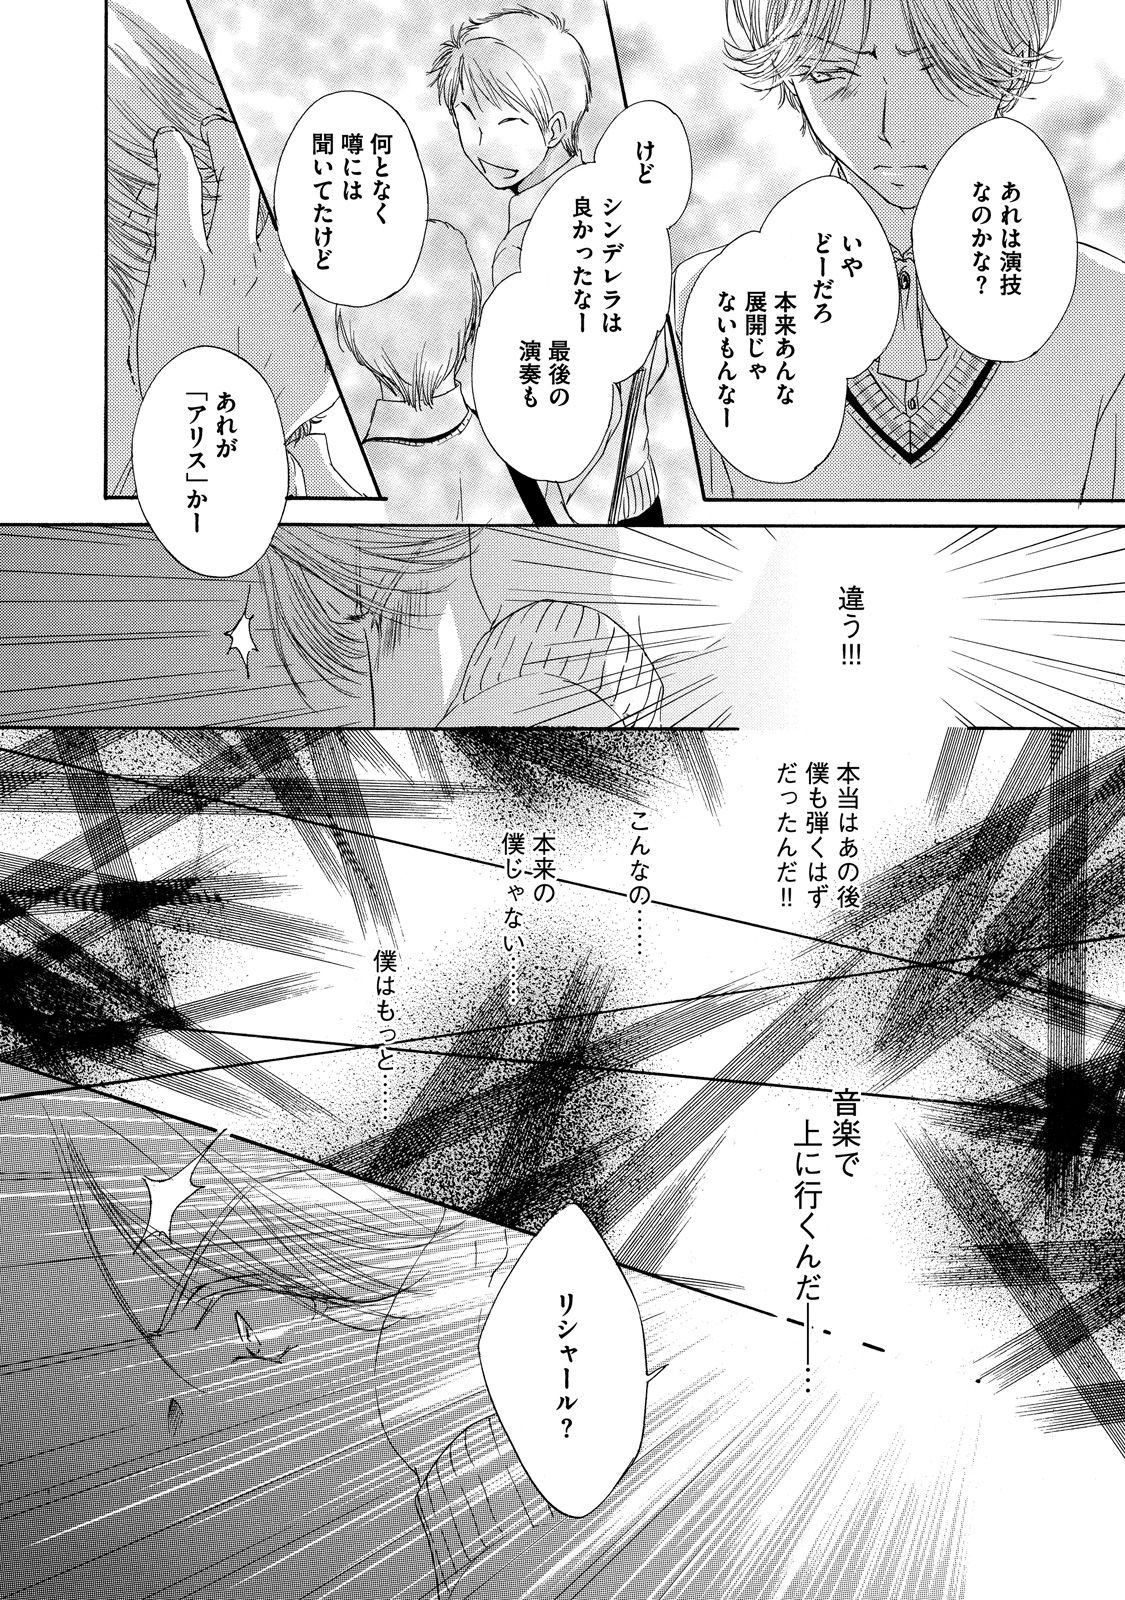 あれは演技
なのかな？
いや
どーだろ
本来あんな
展開じゃ
ないもんなー
けど
シンデレラは
良かったなー
最後の
演奏も
何となく
噂には
聞いてたけど
あれが
「アリス」かー
違う!!!
本当はあの後
僕も弾くはず
だったんだ!!
こんなの……
本来の
僕じゃない……
僕はもっと……
音楽で
上に行くんだ――…
リシャール？